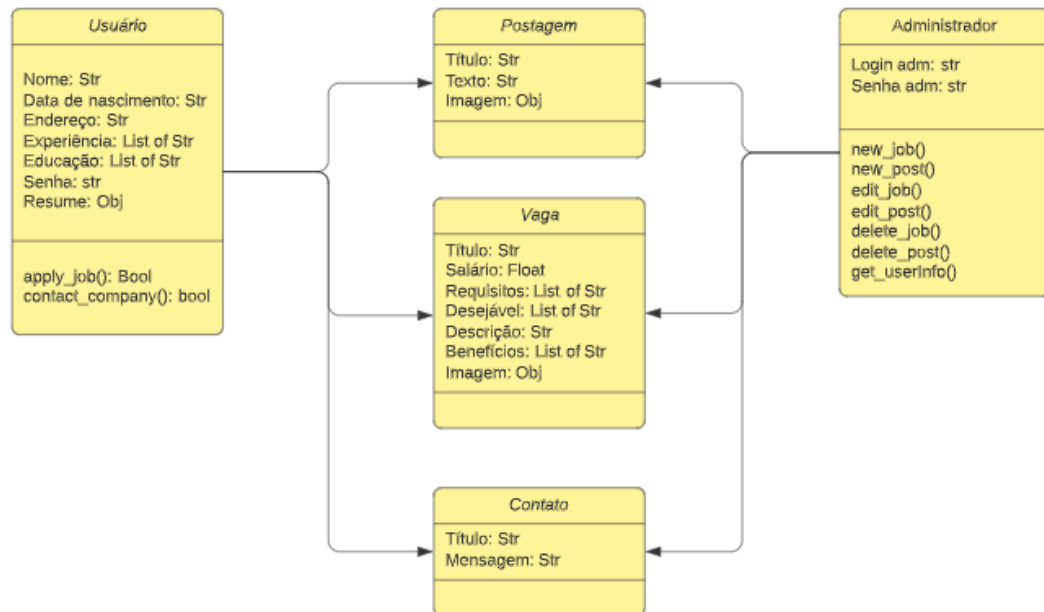 Usuário
Nome: Str
Data de nascimento: Str
Endereço: Str
Experiência: List of Str
Educação: List of Str
Senha: str
Resume: Obj
apply_job(): Bool
contact_company(): bool
Postagem
Título: Str
Texto: Str
Imagem: Obj
Vaga
Título: Str
Salário: Float
Requisitos: List of Str
Desejável: List of Str
Descrição: Str
Benefícios: List of Str
Imagem: Obj
Contato
Título: Str
Mensagem: Str
Administrador
Login adm: str
Senha adm: str
new_job()
new_post()
edit_job()
edit_post()
delete_job()
delete_post()
get_userInfo()